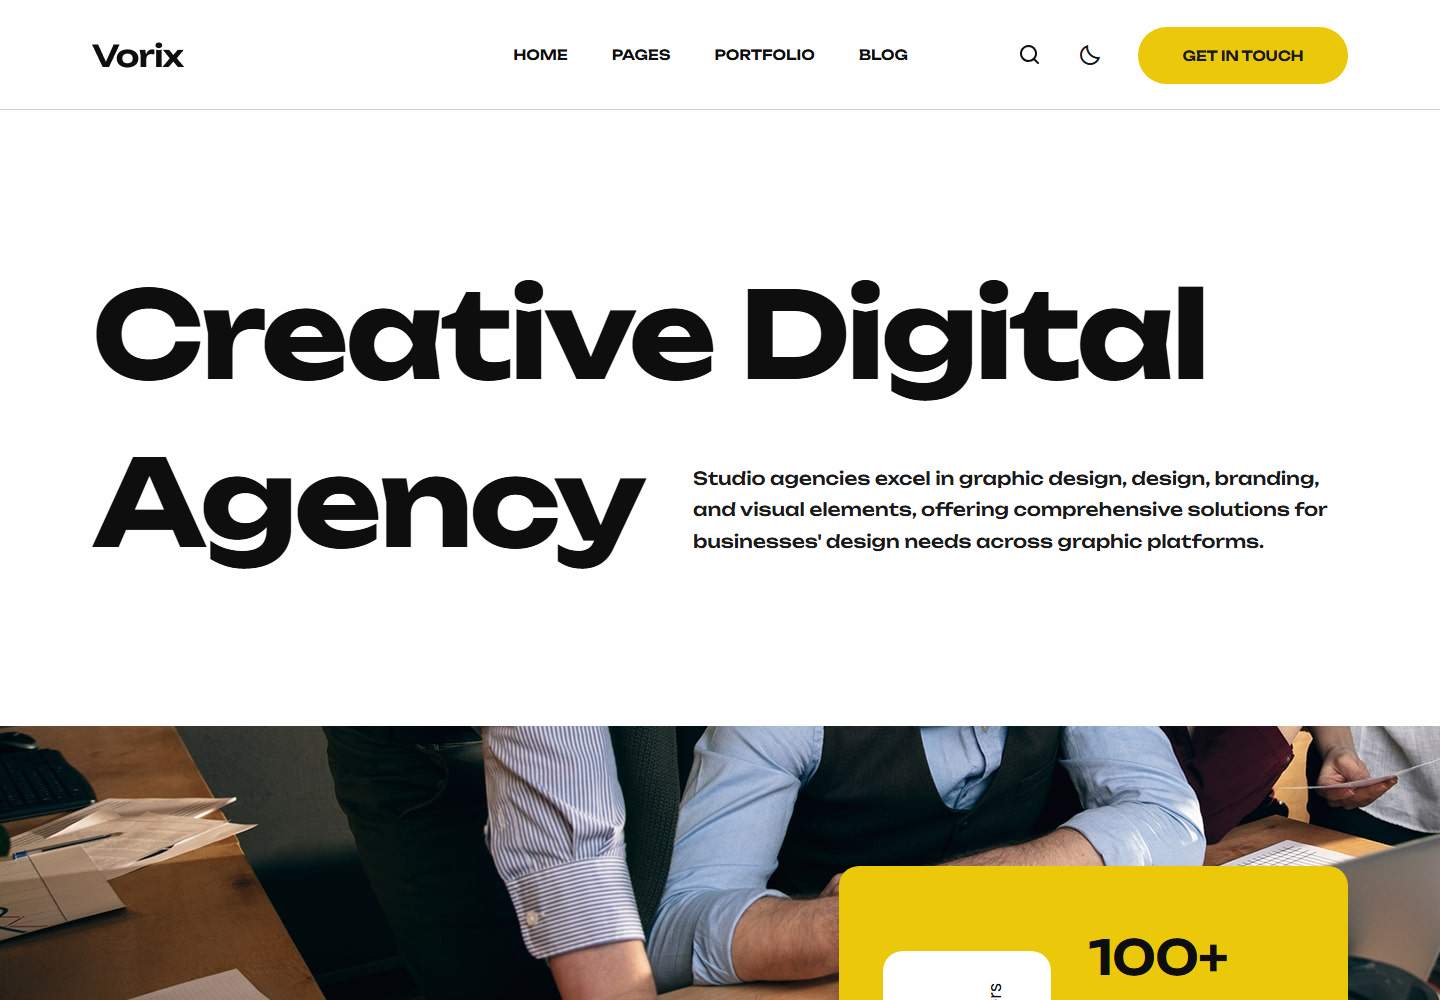 Vorix
HOME PAGES PORTFOLIO BLOG
GET IN TOUCH
Creative Digital
Agency
Studio agencies excel in graphic design, design, branding,
and visual elements, offering comprehensive solutions for
businesses' design needs across graphic platforms.
100+